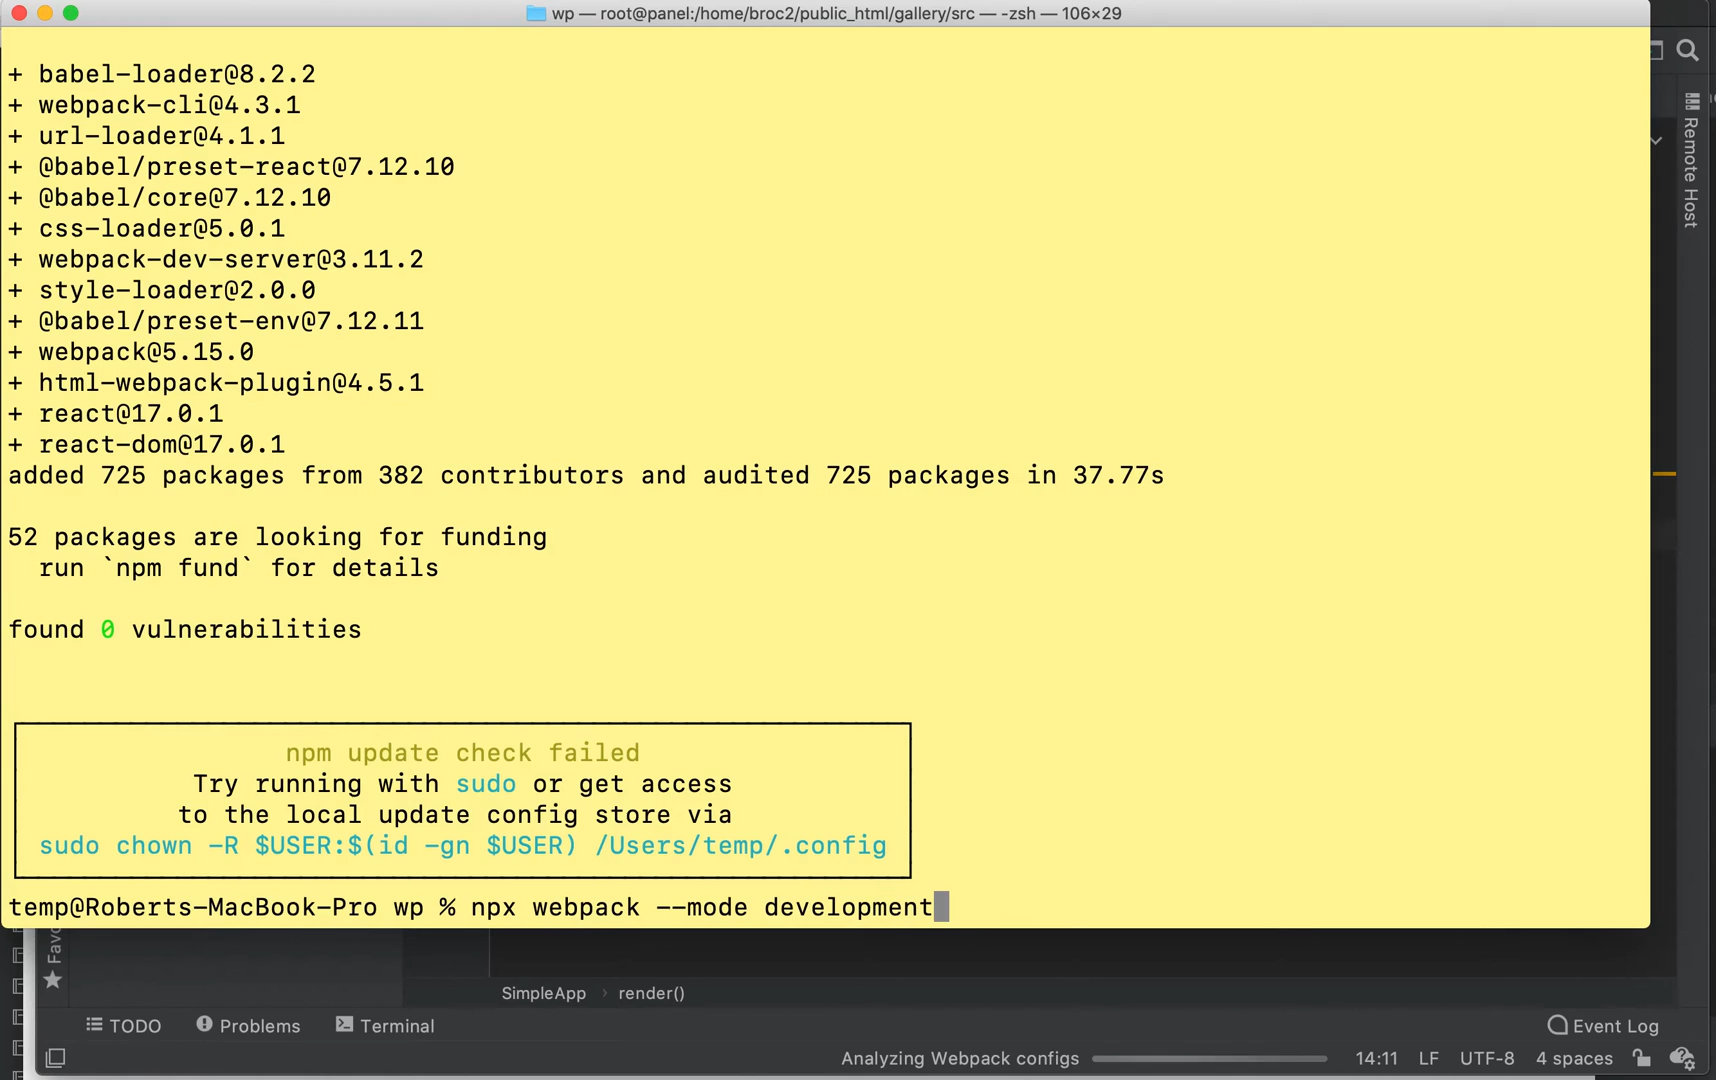 wp — root@panel:/home/broc2/public_html/gallery/src — -zsh — 106×29
+ babel-loader@8.2.2
+ webpack-cli@4.3.1
+ url-loader@4.1.1
+ @babel/preset-react@7.12.10
+ @babel/core@7.12.10
+ css-loader@5.0.1
+ webpack-dev-server@3.11.2
+ style-loader@2.0.0
+ @babel/preset-env@7.12.11
+ webpack@5.15.0
+ html-webpack-plugin@4.5.1
+ react@17.0.1
+ react-dom@17.0.1
added 725 packages from 382 contributors and audited 725 packages in 37.77s
52 packages are looking for funding
run `npm fund` for details
found 0 vulnerabilities
npm update check failed
Try running with sudo or get access
to the local update config store via
sudo chown -R $USER:$(id -gn $USER) /Users/temp/.config
temp@Roberts-MacBook-Pro wp % npx webpack --mode development
Remote Host
SimpleApp › render()
TODO Problems Terminal Event Log
Analyzing Webpack configs 14:11 LF UTF-8 4 spaces